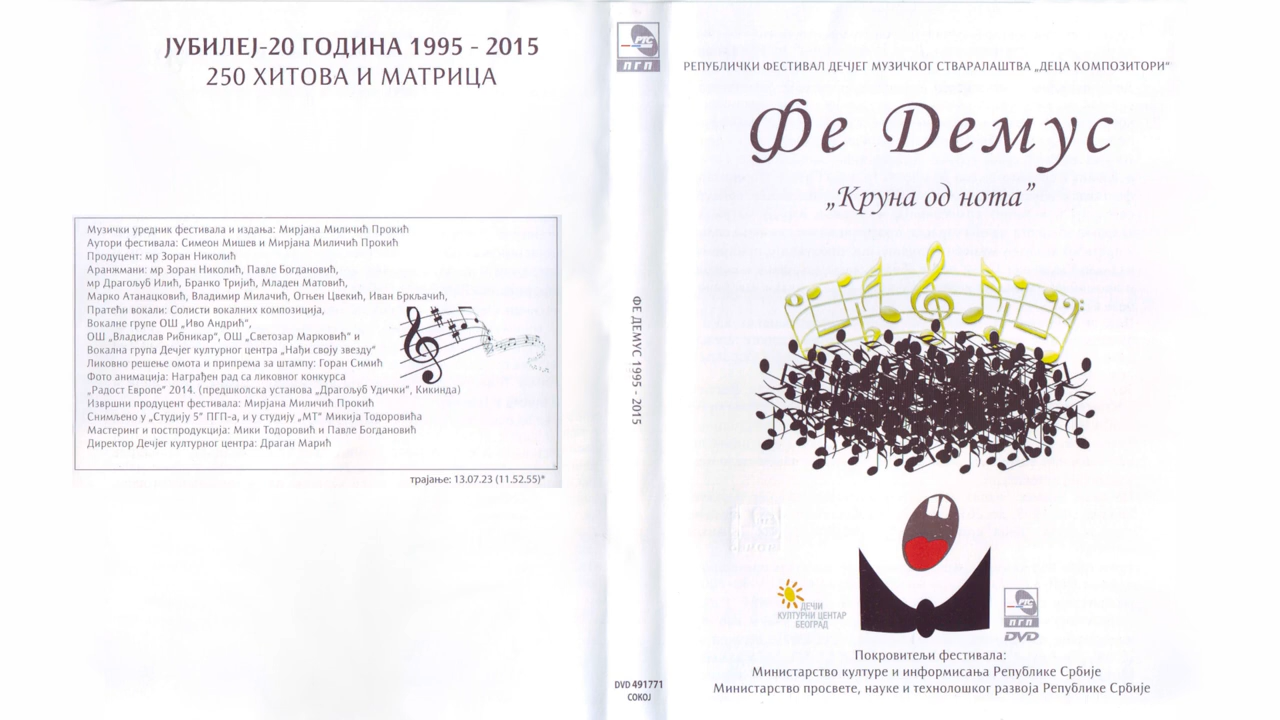 ЈУБИЛЕЈ-20 ГОДИНА 1995 - 2015
250 ХИТОВА И МАТРИЦА
Музички уредник фестивала и издања: Мирјана Миличић Прокић
Аутори фестивала: Симеон Мишев и Мирјана Миличић Прокић
Продуцент: мр Зоран Николић
Аранжмани: мр Зоран Николић, Павле Богдановић,
мр Драгољуб Илић, Бранко Тријић, Младен Матовић,
Марко Атанацковић, Владимир Милачић, Огњен Цвекић, Иван Бркљачић,
Пратећи вокали: Солисти вокалних композиција,
Вокалне групе ОШ „Иво Андрић“,
ОШ „Владислав Рибникар“, ОШ „Светозар Марковић“ и
Вокална група Дечјег културног центра „Нађи своју звезду“
Ликовно решење омота и припрема за штампу: Горан Симић
Фото анимација: Награђен рад са ликовног конкурса
„Радост Европе“ 2014. (предшколска установа „Драгољуб Удички“, Кикинда)
Извршни продуцент фестивала: Мирјана Миличић Прокић
Снимљено у „Студију 5“ ПГП-а, и у студију „МТ“ Микија Тодоровића
Мастеринг и постпродукција: Мики Тодоровић и Павле Богдановић
Директор Дечјег културног центра: Драган Марић
трајање: 13.07.23 (11.52.55)*
РТС
ПГП
ФЕ ДЕМУС 1995 - 2015
DVD 491771
СОКОЈ
РЕПУБЛИЧКИ ФЕСТИВАЛ ДЕЧЈЕГ МУЗИЧКОГ СТВАРАЛАШТВА „ДЕЦА КОМПОЗИТОРИ“
Фе Демус
„Круна од нота”
ДЕЧЈИ
КУЛТУРНИ ЦЕНТАР
БЕОГРАД
РТС
ПГП
DVD
Покровитељи фестивала:
Министарство културе и информисања Републике Србије
Министарство просвете, науке и технолошког развоја Републике Србије